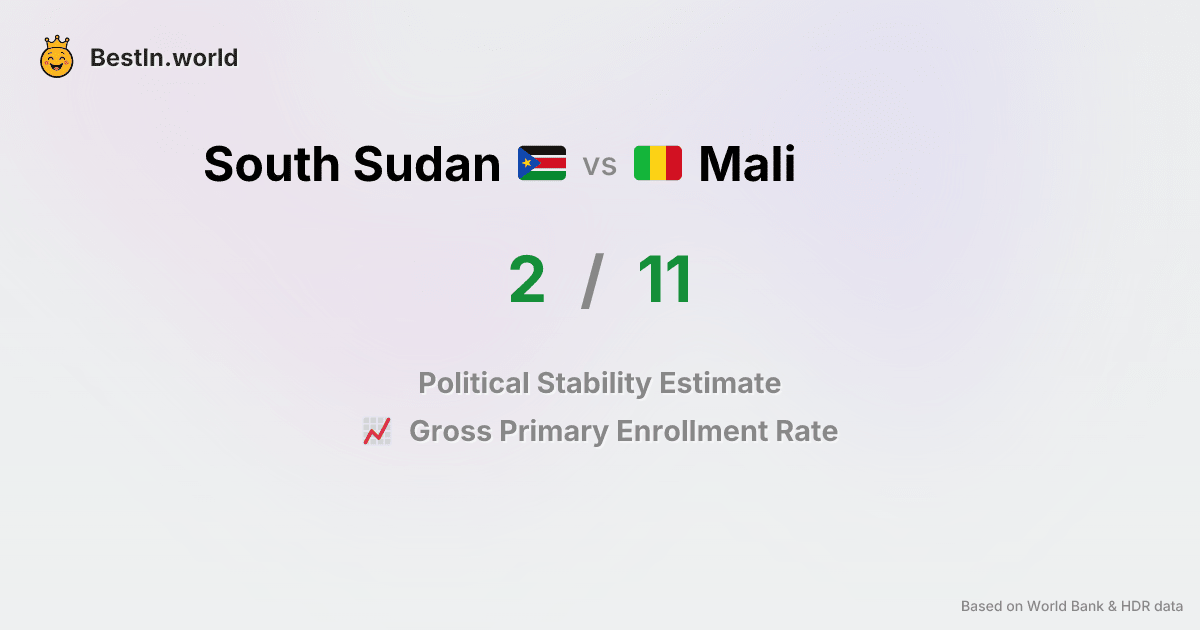 BestIn.world
South Sudan vs Mali
2 / 11
Political Stability Estimate
Gross Primary Enrollment Rate
Based on World Bank & HDR data